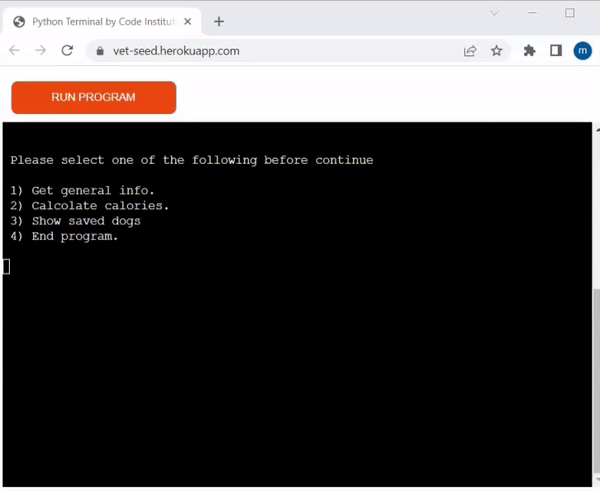 Python Terminal by Code Institut
vet-seed.herokuapp.com
m
RUN PROGRAM
Please select one of the following before continue
1) Get general info.
2) Calcolate calories.
3) Show saved dogs
4) End program.